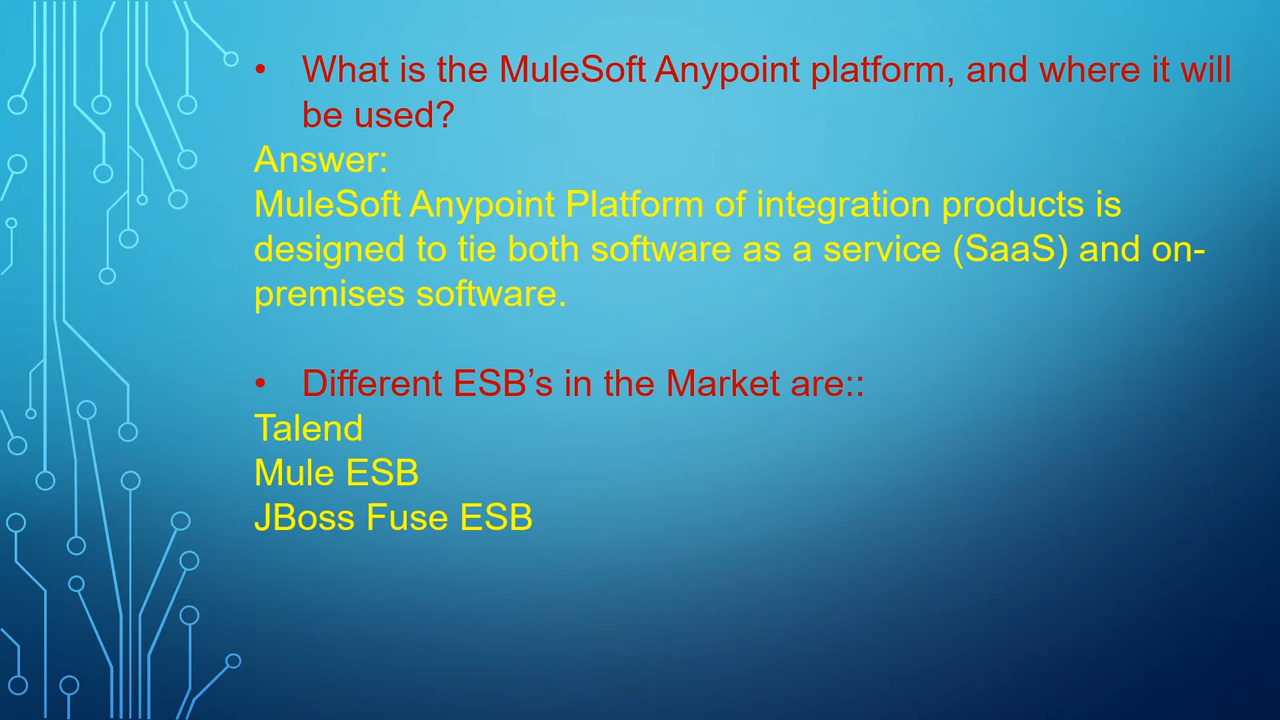 • What is the MuleSoft Anypoint platform, and where it will
be used?
Answer:
MuleSoft Anypoint Platform of integration products is
designed to tie both software as a service (SaaS) and on-
premises software.
• Different ESB’s in the Market are::
Talend
Mule ESB
JBoss Fuse ESB